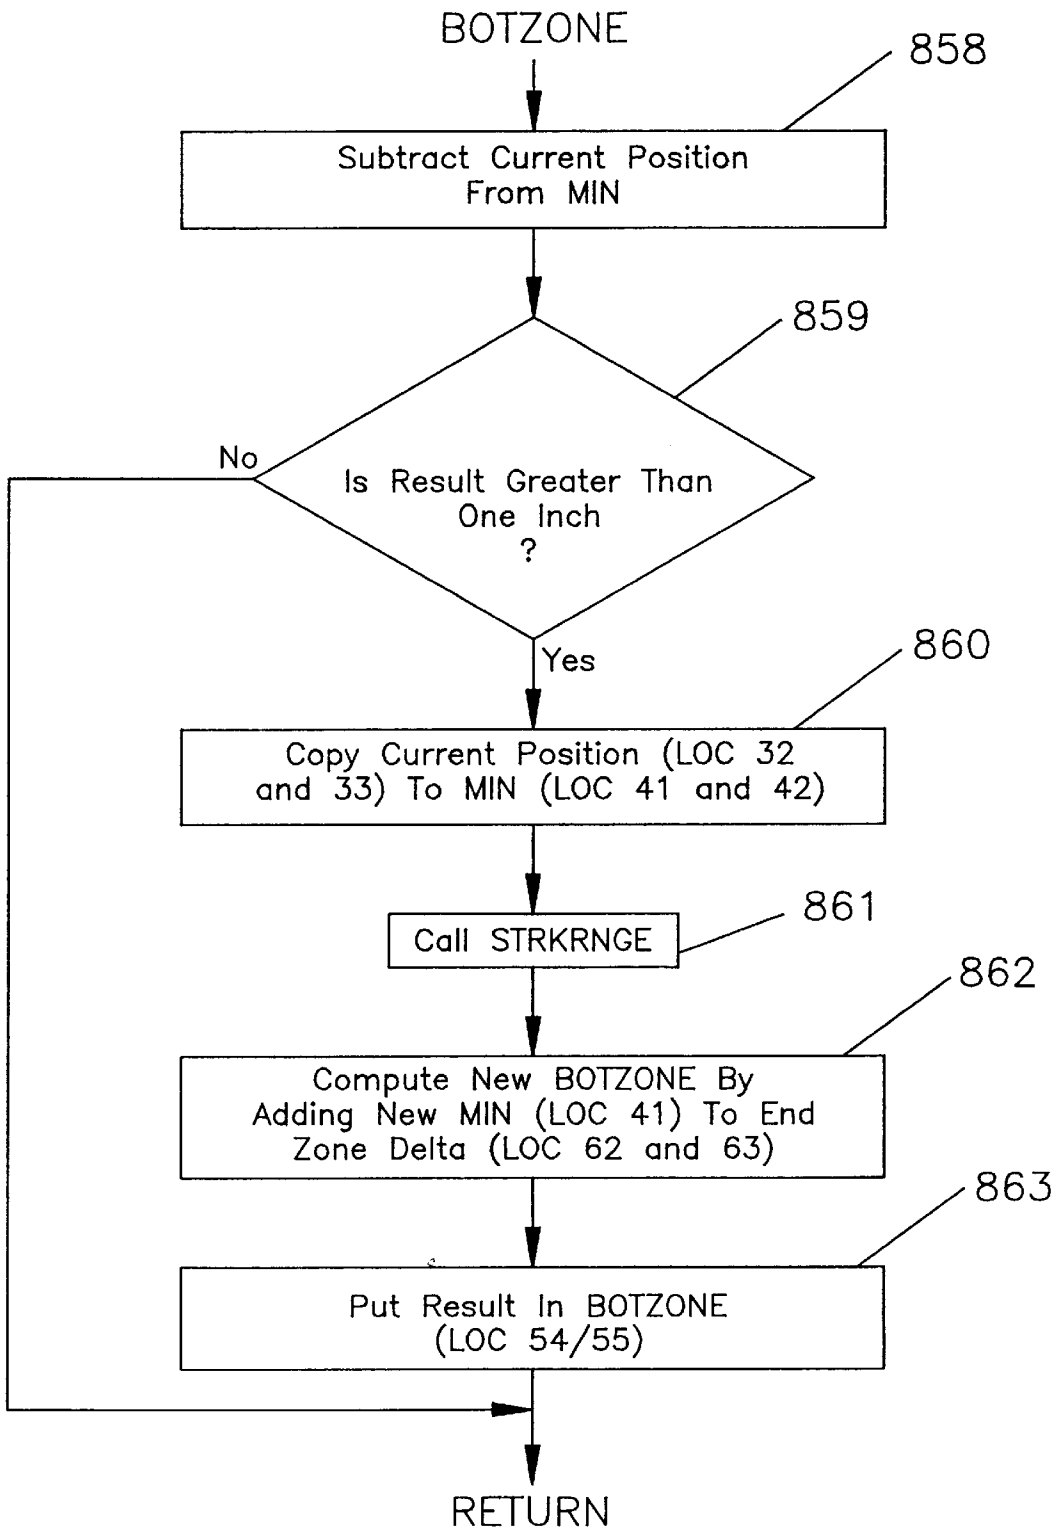 BOTZONE
858
Subtract Current Position
From MIN
859
No
Is Result Greater Than
One Inch
?
Yes
860
Copy Current Position (LOC 32
and 33) To MIN (LOC 41 and 42)
861
Call STRKRNGE
862
Compute New BOTZONE By
Adding New MIN (LOC 41) To End
Zone Delta (LOC 62 and 63)
863
Put Result In BOTZONE
(LOC 54/55)
RETURN